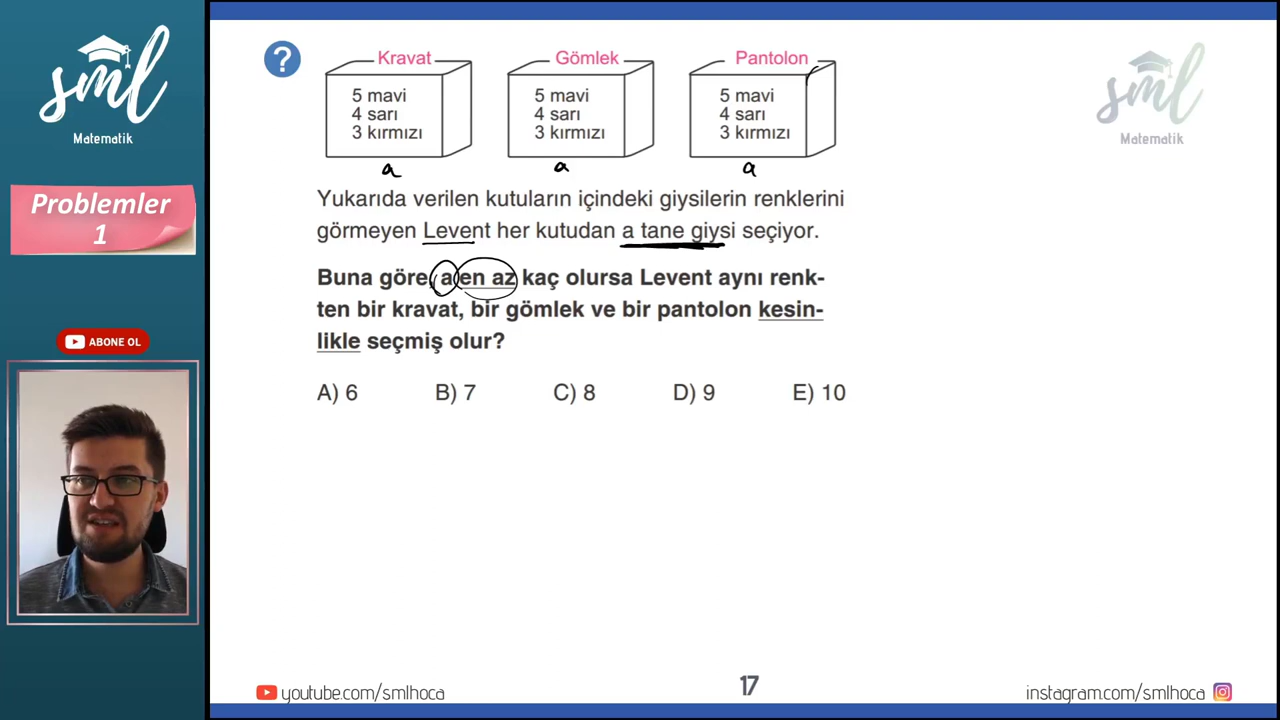 sml
Matematik
Problemler
1
ABONE OL
?
Kravat
5 mavi
4 sarı
3 kırmızı
a
Gömlek
5 mavi
4 sarı
3 kırmızı
a
Pantolon
5 mavi
4 sarı
3 kırmızı
a
Yukarıda verilen kutuların içindeki giysilerin renklerini
görmeyen Levent her kutudan a tane giysi seçiyor.
Buna göre, a en az kaç olursa Levent aynı renk-
ten bir kravat, bir gömlek ve bir pantolon kesin-
likle seçmiş olur?
A) 6 B) 7 C) 8 D) 9 E) 10
sml
Matematik
youtube.com/smlhoca
17
instagram.com/smlhoca